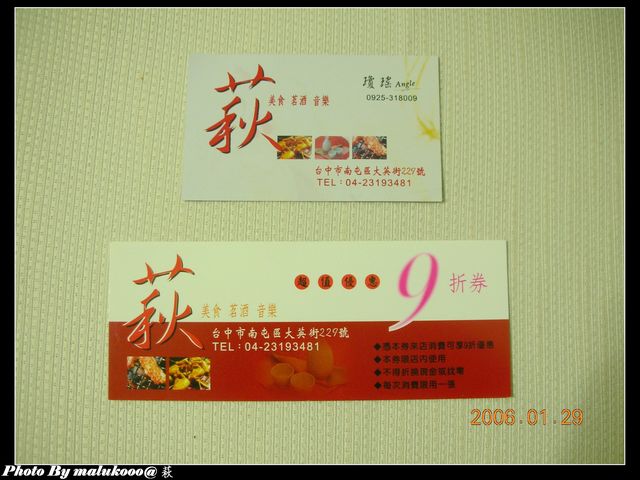 萩
美食 茗酒 音樂
瓊瑤 Angle
0925-318009
台中市南屯區大英街229號
TEL：04-23193481
萩
美食 茗酒 音樂
超值優惠
9折券
台中市南屯區大英街229號
TEL：04-23193481
◆憑本券來店消費可享9折優惠
◆本券限店內使用
◆不得折換現金或找零
◆每次消費限用一張
2006.01.29
Photo By malukooo@ 萩